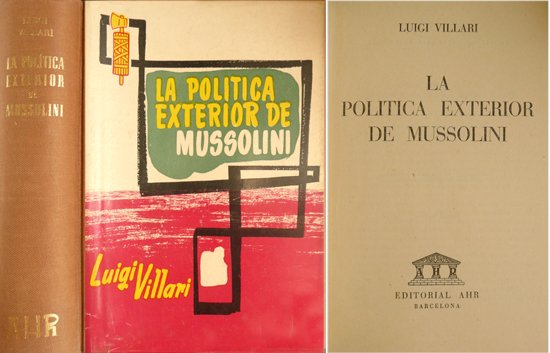 LUIGI
VILLARI
LA POLÍTICA
EXTERIOR
DE
MUSSOLINI
AHR
LA POLITICA
EXTERIOR DE
MUSSOLINI
Luigi Villari
LUIGI VILLARI
LA
POLITICA EXTERIOR
DE MUSSOLINI
AHR
EDITORIAL AHR
BARCELONA